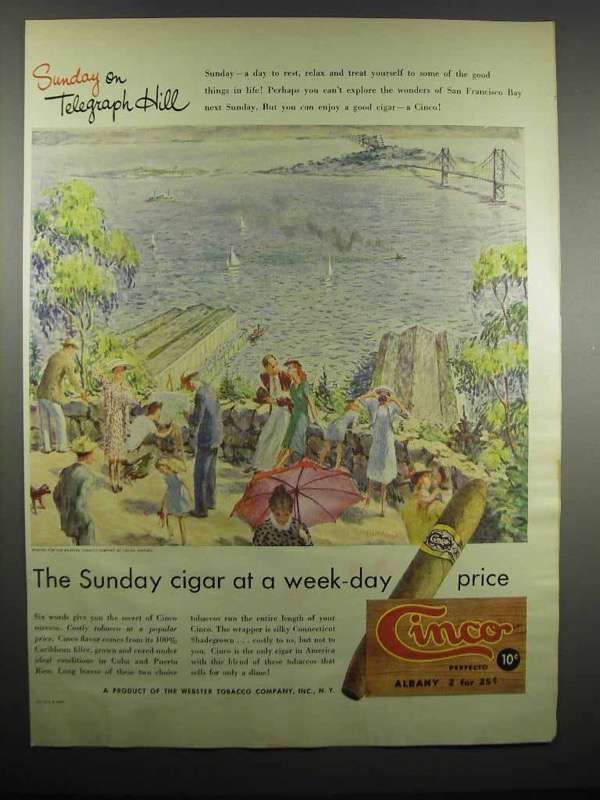 Sunday on
Telegraph Hill
Sunday—a day to rest, relax and treat yourself to some of the good
things in life! Perhaps you can't explore the wonders of San Francisco Bay
next Sunday. But you can enjoy a good cigar—a Cinco!
The Sunday cigar at a week-day price
Six words give you the secret of Cinco
success. Costly tobacco at a popular
price. Cinco flavor comes from its 100%
Caribbean filler, grown and cured under
ideal conditions in Cuba and Puerto
Rico. Long leaves of these two choice
tobaccos run the entire length of your
Cinco. The wrapper is silky Connecticut
Shadegrown . . . costly to us, but not to
you. Cinco is the only cigar in America
with this blend of these tobaccos that
sells for only a dime!
Cinco
Cinco
PERFECTO
10¢
ALBANY 2 for 25¢
A PRODUCT OF THE WEBSTER TOBACCO COMPANY, INC., N. Y.